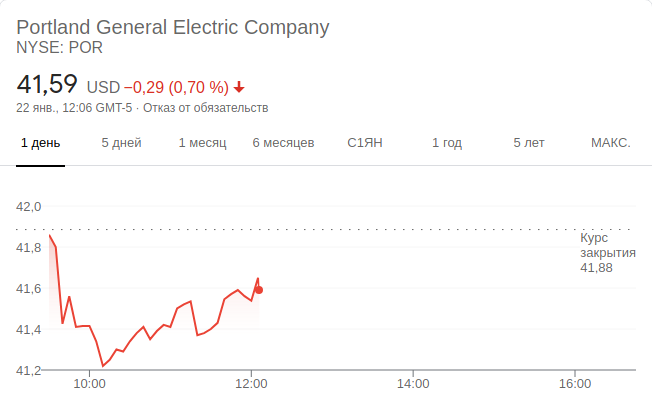 Portland General Electric Company
NYSE: POR
41,59 USD −0,29 (0,70 %)
22 янв., 12:06 GMT-5 · Отказ от обязательств
1 день 5 дней 1 месяц 6 месяцев С1ЯН 1 год 5 лет МАКС.
42,0
41,8
41,6
41,4
41,2
Курс
закрытия
41,88
10:00 12:00 14:00 16:00